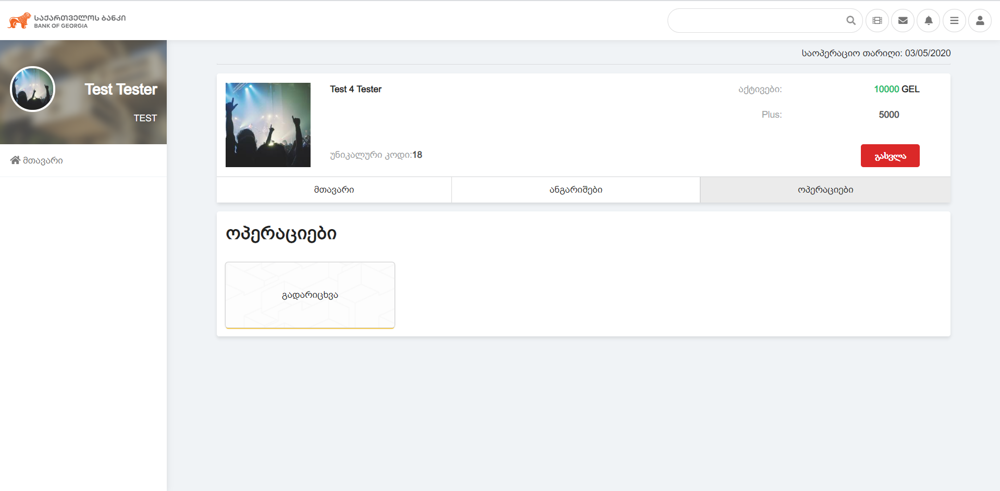 საქართველოს ბანკი
BANK OF GEORGIA
Test Tester
TEST
მთავარი
საოპერაციო თარიღი: 03/05/2020
Test 4 Tester
აქტივები: 10000 GEL
Plus: 5000
უნიკალური კოდი:18
გასვლა
მთავარი ანგარიშები ოპერაციები
ოპერაციები
გადარიცხვა